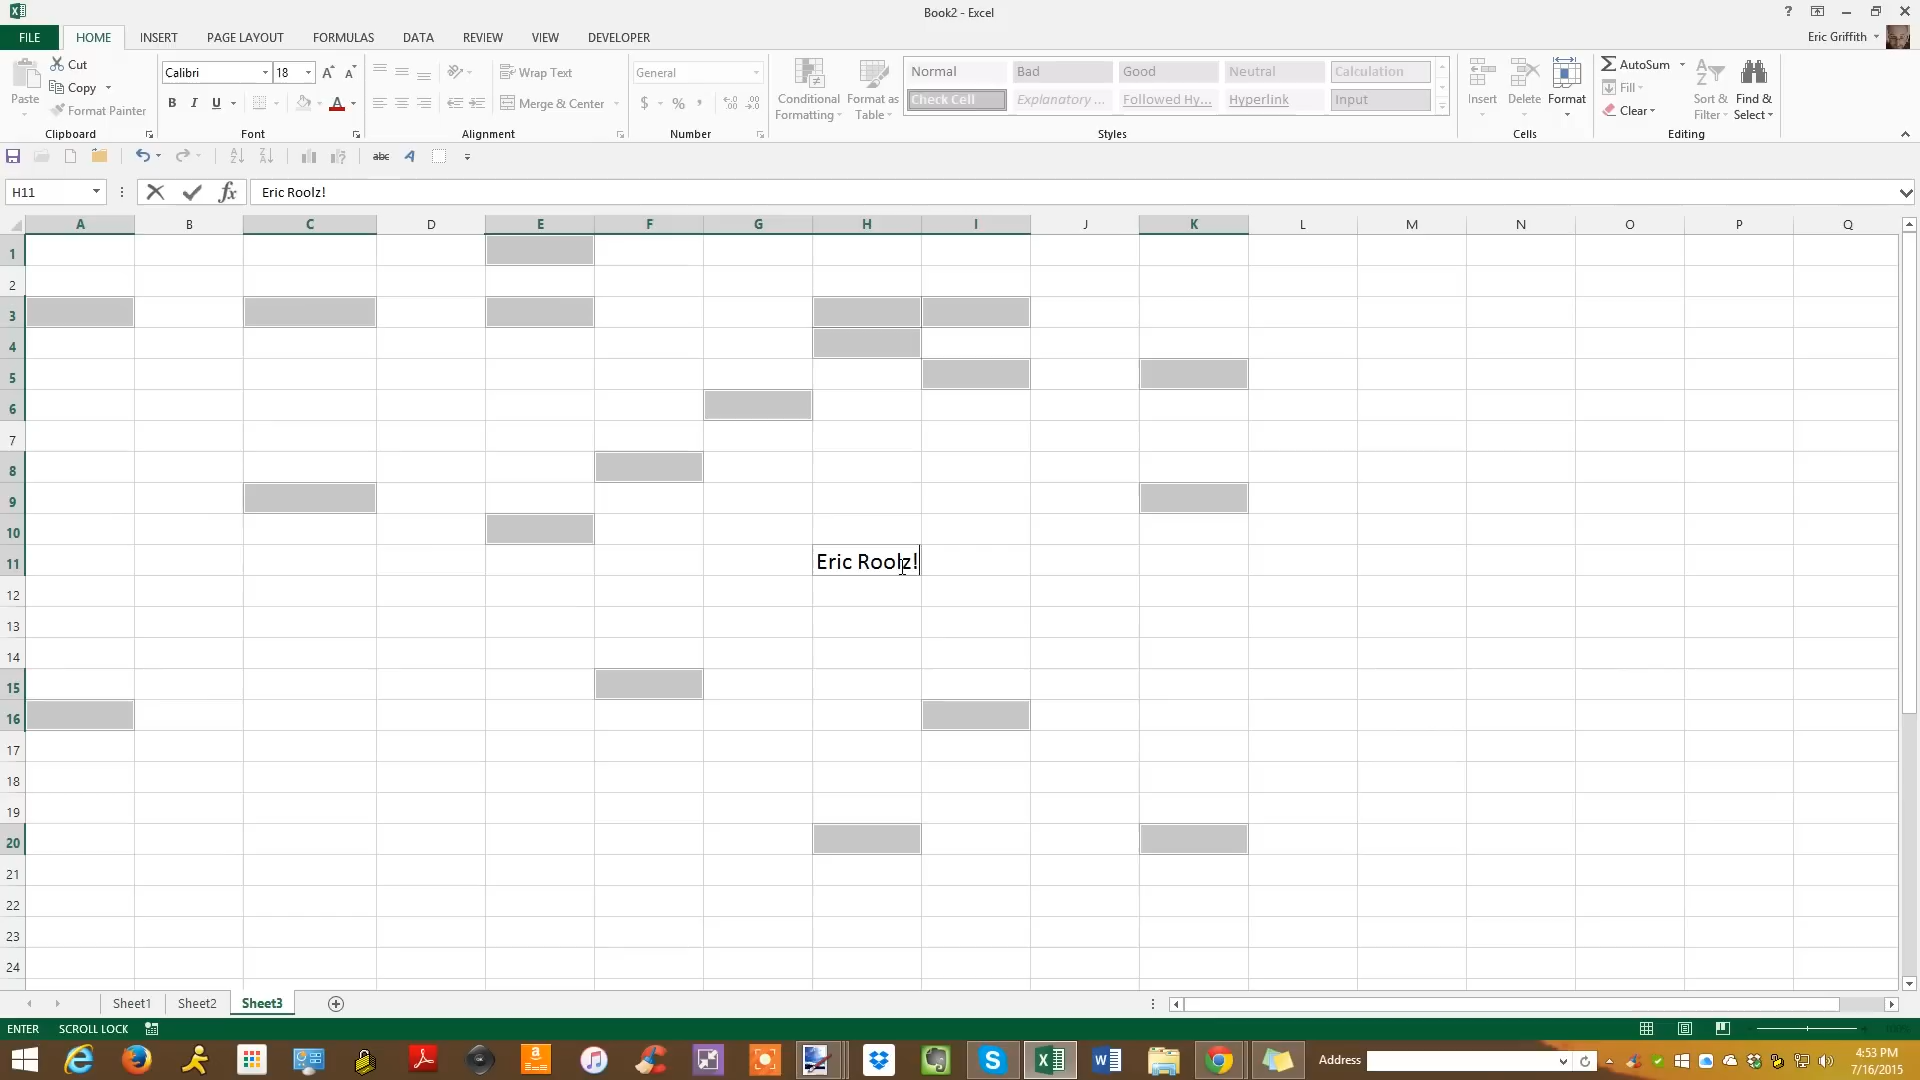 Book2 - Excel
?
FILE HOME INSERT PAGE LAYOUT FORMULAS DATA REVIEW VIEW DEVELOPER Eric Griffith
Paste
Cut
Copy
Format Painter
Clipboard
Calibri 18
B I U
Font
Wrap Text
Merge & Center
Alignment
General
$ % ,
Number
Conditional Formatting
Format as Table
Normal Bad Good Neutral Calculation
Check Cell Explanatory ... Followed Hy... Hyperlink Input
Styles
Insert Delete Format
Cells
AutoSum
Fill
Clear
Sort & Filter
Find & Select
Editing
abc
H11 fx Eric Roolz!
A B C D E F G H I J K L M N O P Q
1
2
3
4
5
6
7
8
9
10
11 Eric Roolz!
12
13
14
15
16
17
18
19
20
21
22
23
24
Sheet1 Sheet2 Sheet3
ENTER SCROLL LOCK
Address
4:53 PM
7/16/2015